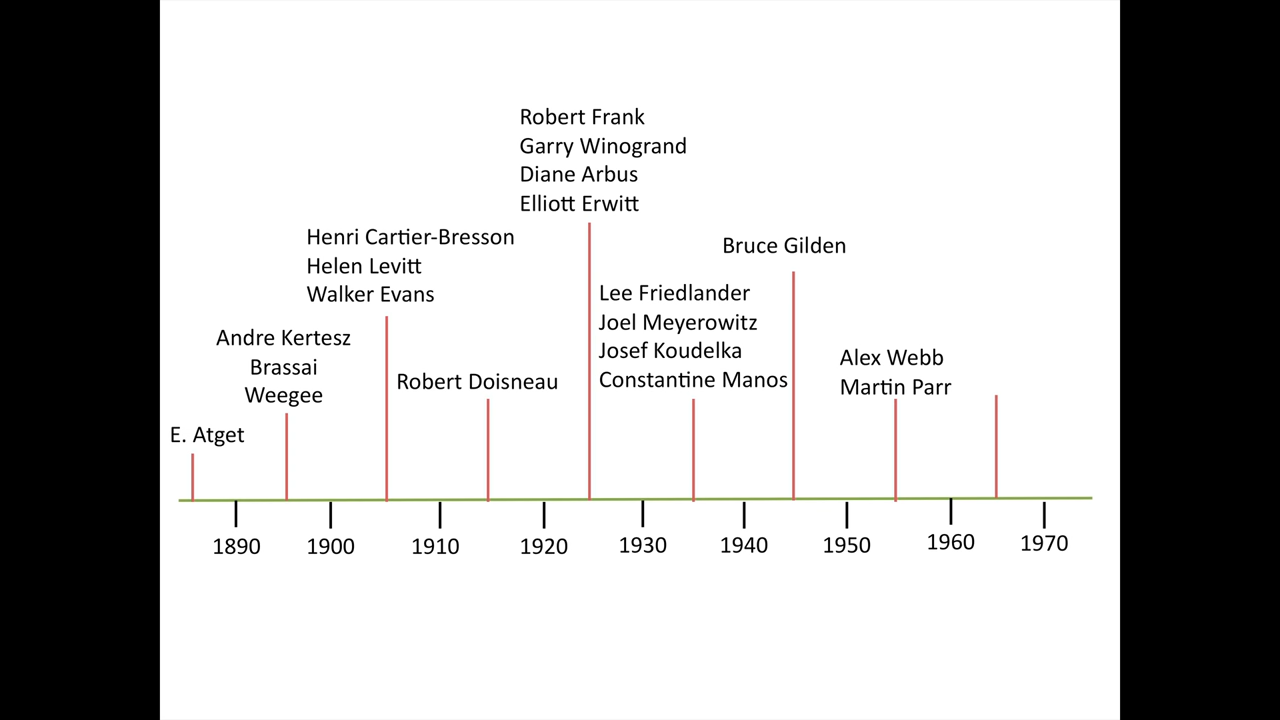 Robert Frank
Garry Winogrand
Diane Arbus
Elliott Erwitt
Henri Cartier-Bresson
Helen Levitt
Walker Evans
Bruce Gilden
Lee Friedlander
Joel Meyerowitz
Josef Koudelka
Constantine Manos
Andre Kertesz
Brassai
Weegee
Robert Doisneau
Alex Webb
Martin Parr
E. Atget
1890 1900 1910 1920 1930 1940 1950 1960 1970